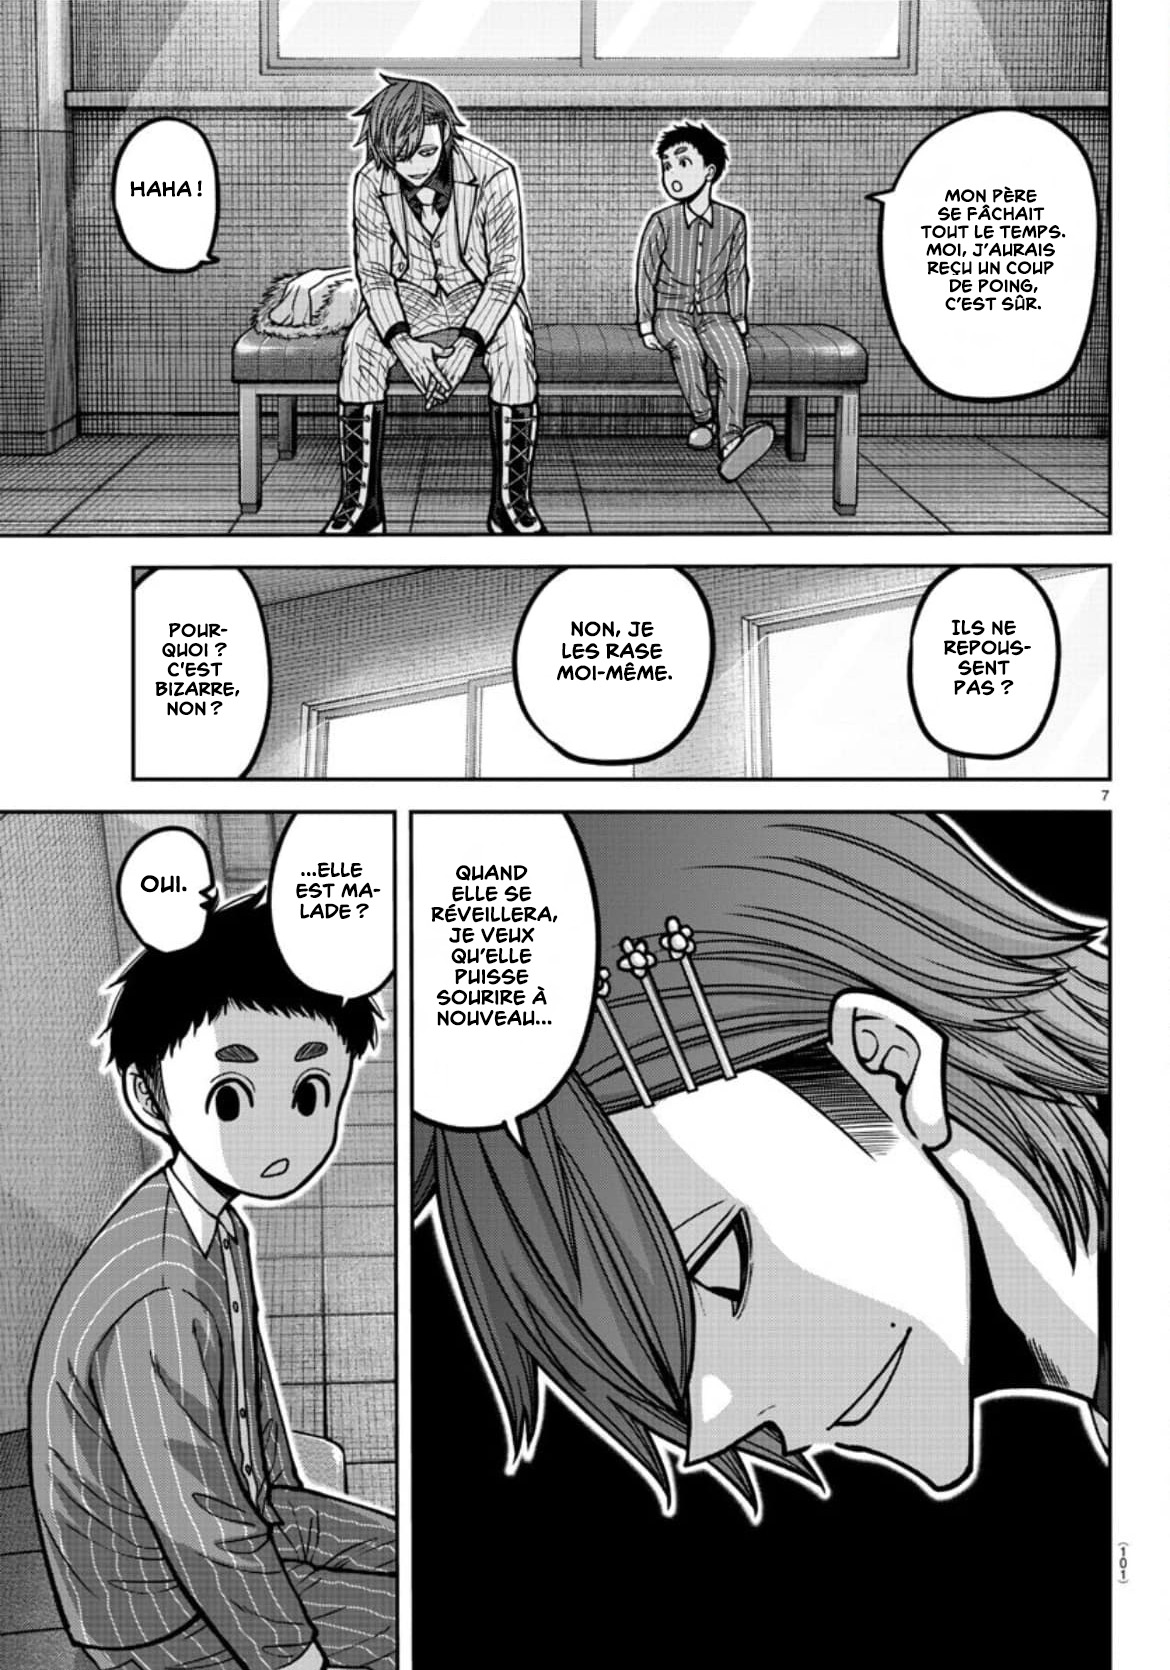 MON PÈRE
SE FÂCHAIT
TOUT LE TEMPS.
MOI, J'AURAIS
REÇU UN COUP
DE POING,
C'EST SÛR.
HAHA !
ILS NE
REPOUS-
SENT
PAS ?
NON, JE
LES RASE
MOI-MÊME.
POUR-
QUOI ?
C'EST
BIZARRE,
NON ?
7
QUAND
ELLE SE
RÉVEILLERA,
JE VEUX
QU'ELLE
PUISSE
SOURIRE À
NOUVEAU...
...ELLE
EST MA-
LADE ?
OUI.
(101)